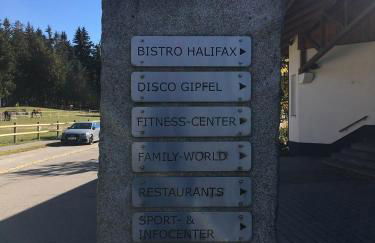 BISTRO HALIFAX
DISCO GIPFEL
FITNESS-CENTER
FAMILY-WORLD
RESTAURANTS
SPORT- &
INFOCENTER